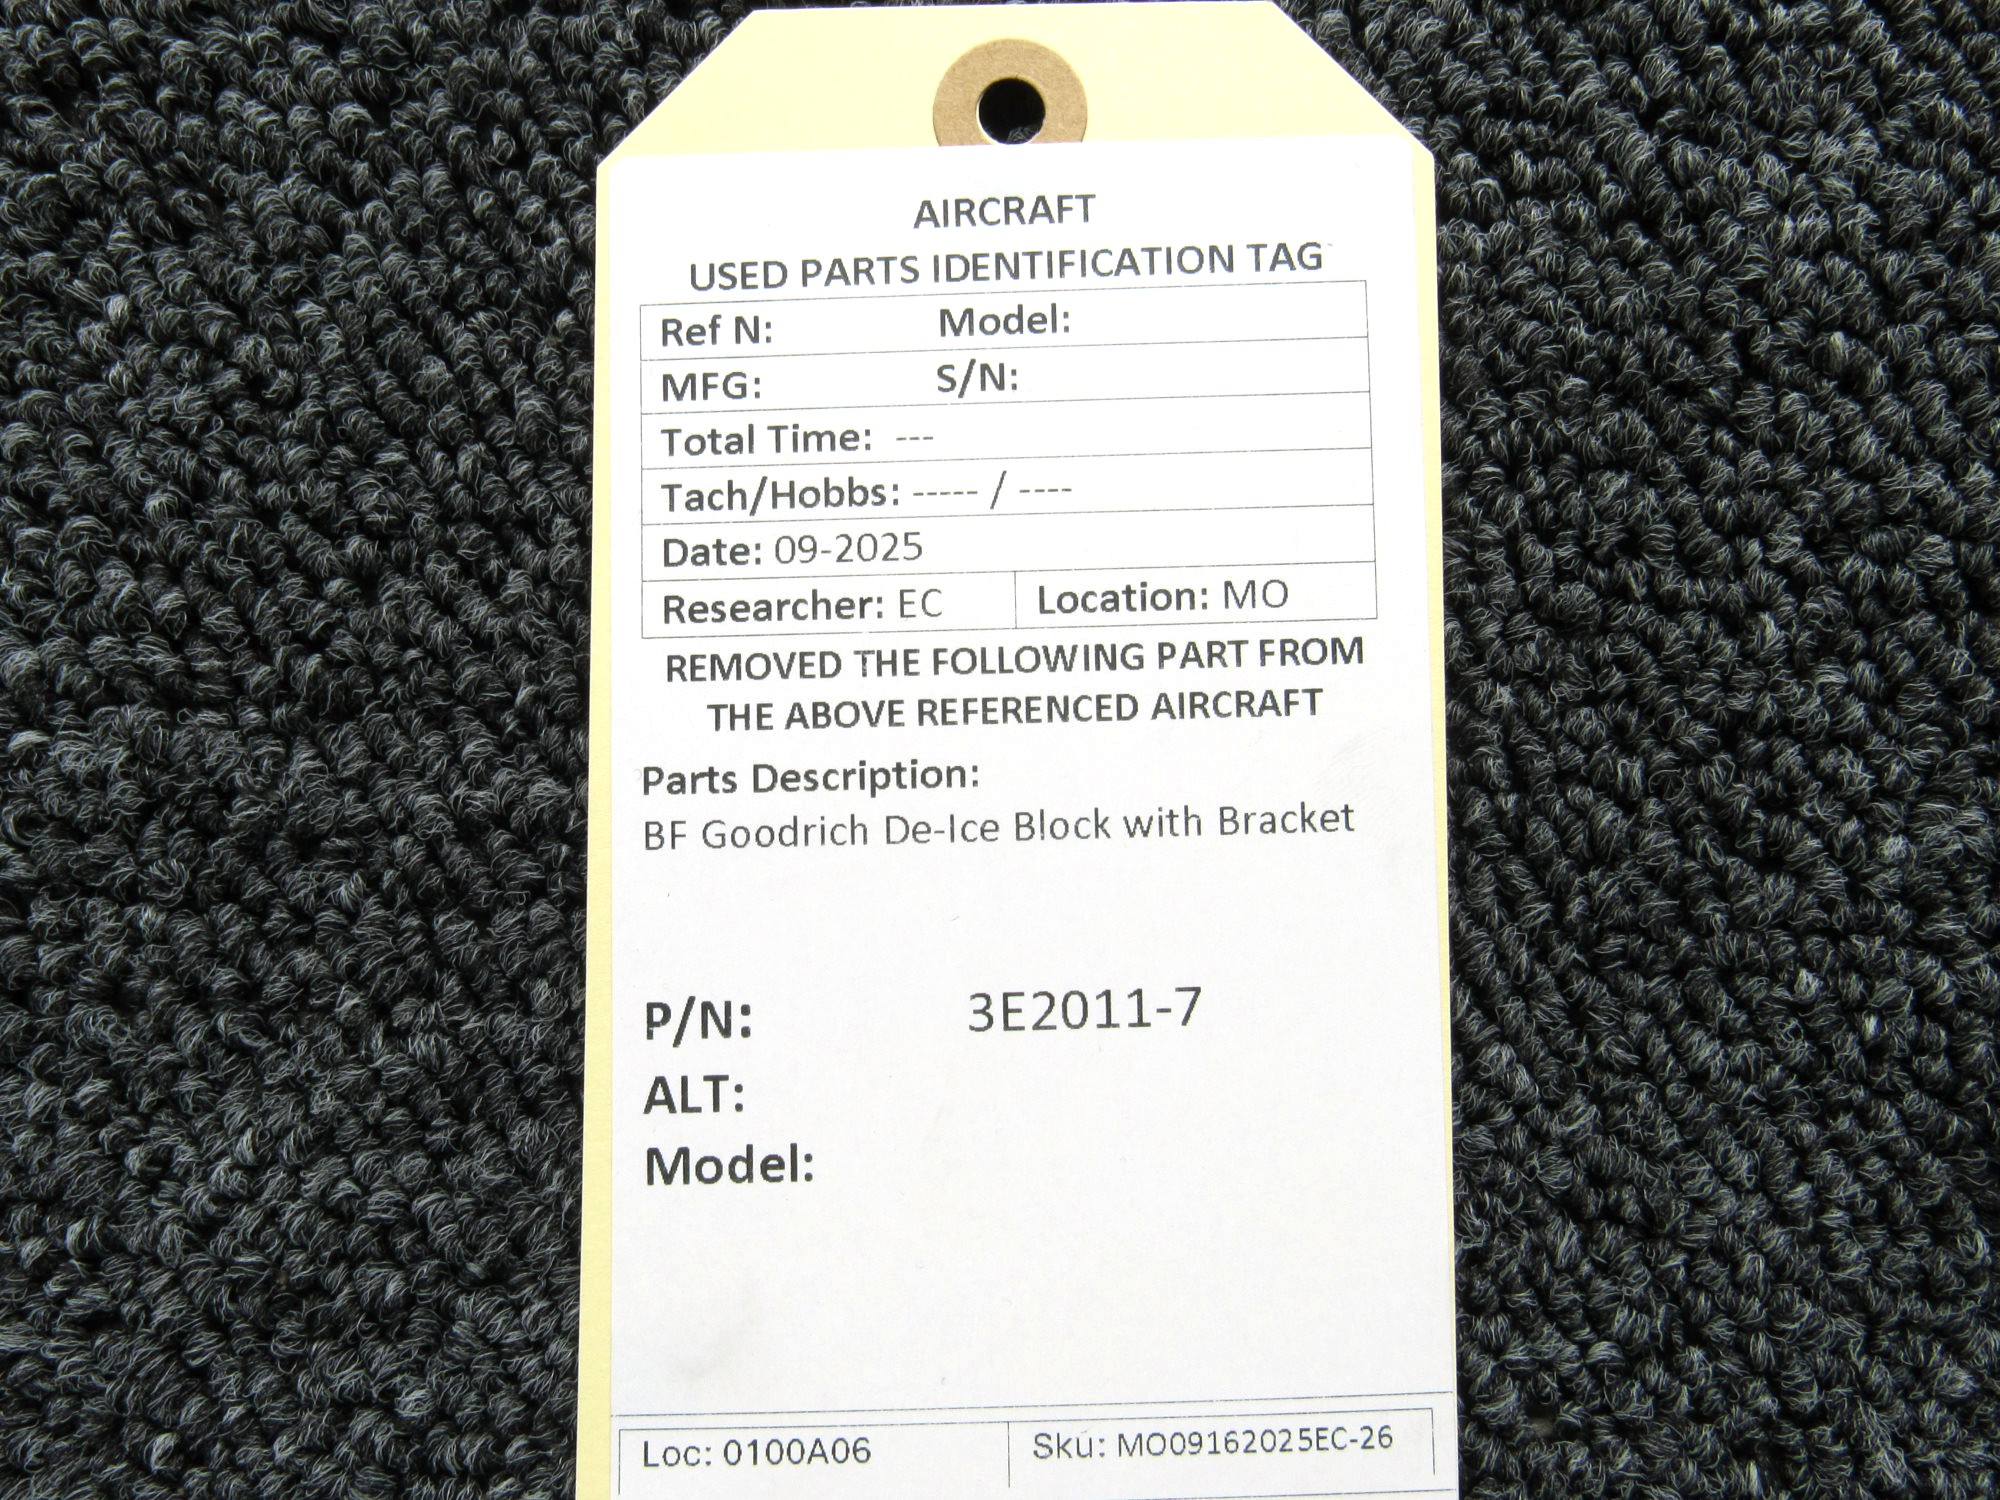 AIRCRAFT
USED PARTS IDENTIFICATION TAG
Ref N: Model:
MFG: S/N:
Total Time: ---
Tach/Hobbs: ----- / ----
Date: 09-2025
Researcher: EC Location: MO
REMOVED THE FOLLOWING PART FROM
THE ABOVE REFERENCED AIRCRAFT
Parts Description:
BF Goodrich De-Ice Block with Bracket
P/N: 3E2011-7
ALT:
Model:
Loc: 0100A06 Sku: MO09162025EC-26